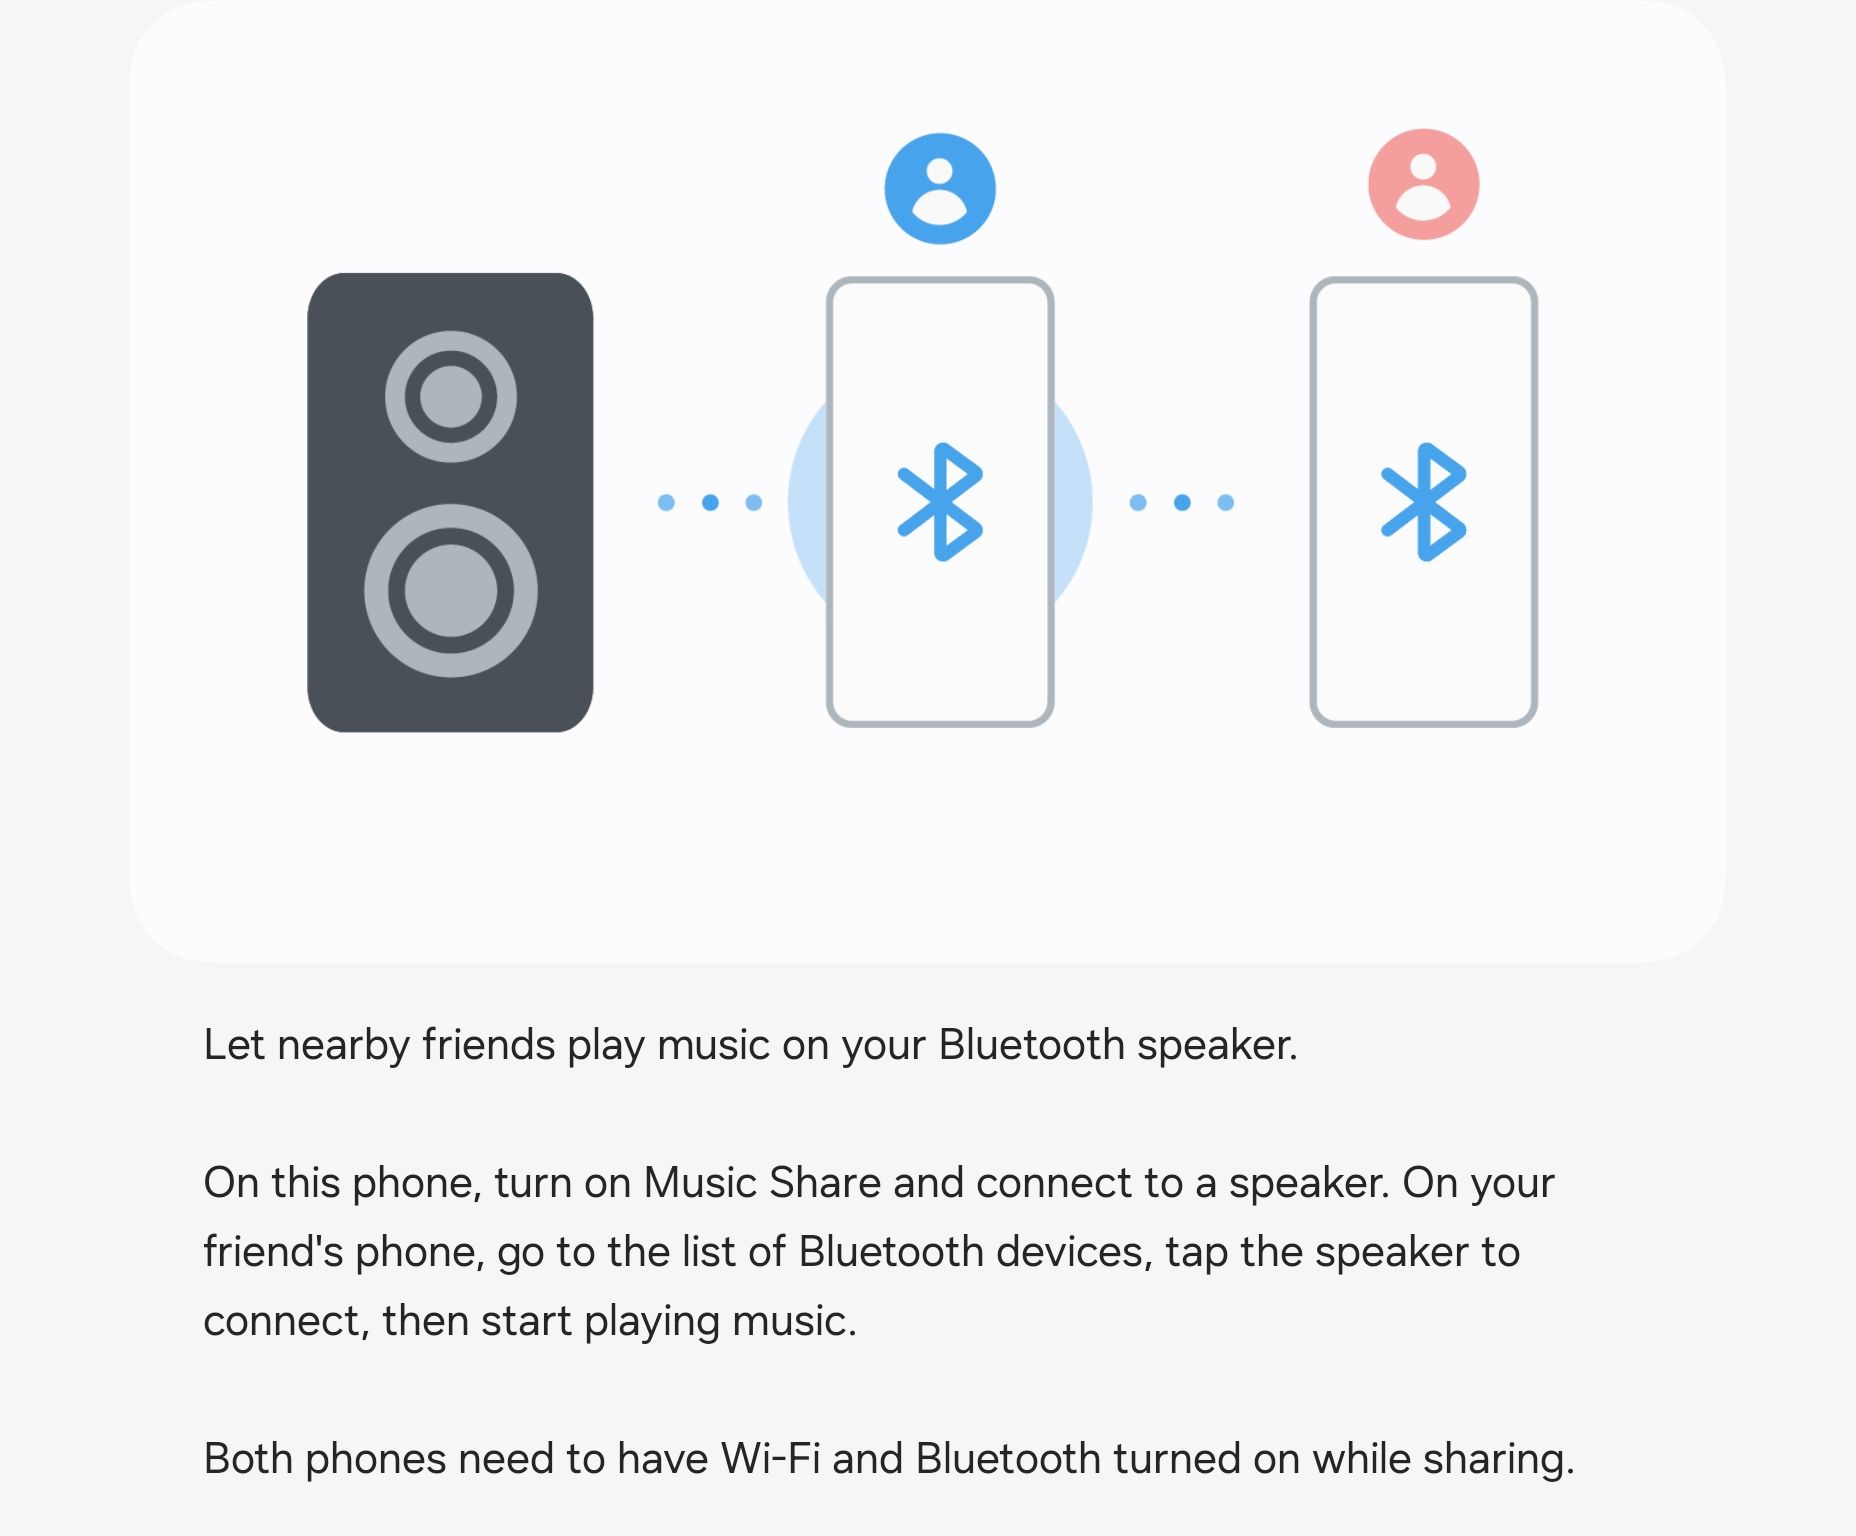 Let nearby friends play music on your Bluetooth speaker.
On this phone, turn on Music Share and connect to a speaker. On your
friend's phone, go to the list of Bluetooth devices, tap the speaker to
connect, then start playing music.
Both phones need to have Wi-Fi and Bluetooth turned on while sharing.